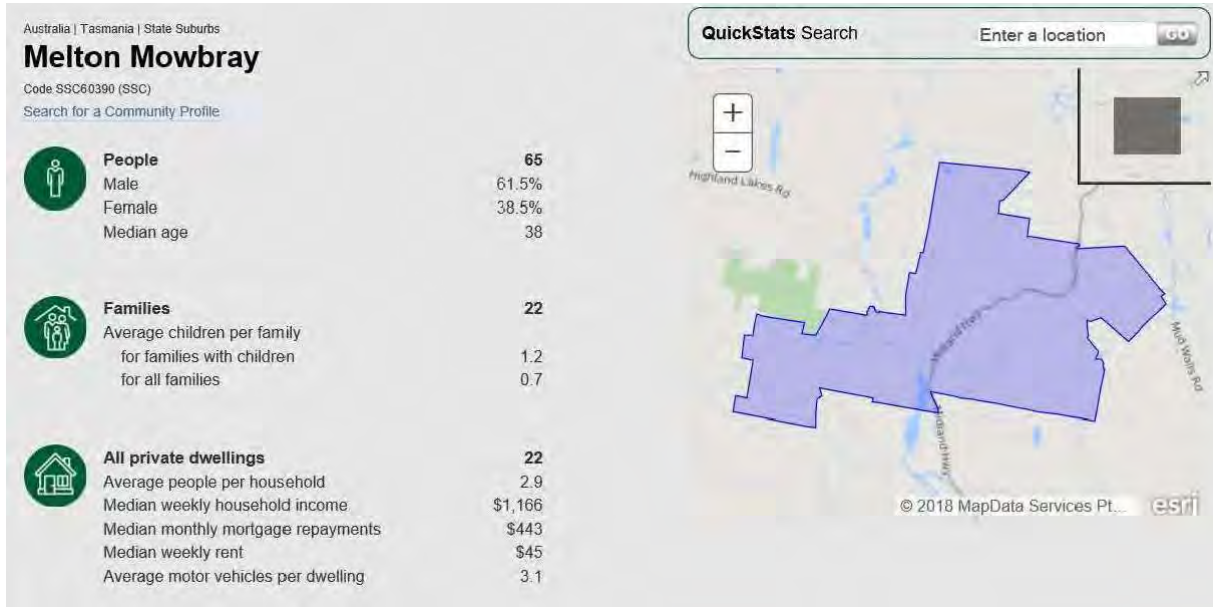 Australia | Tasmania | State Suburbs
Melton Mowbray
Code SSC60390 (SSC)
Search for a Community Profile
People 65
Male 61.5%
Female 38.5%
Median age 38
Families 22
Average children per family
for families with children 1.2
for all families 0.7
All private dwellings 22
Average people per household 2.9
Median weekly household income $1,166
Median monthly mortgage repayments $443
Median weekly rent $45
Average motor vehicles per dwelling 3.1
QuickStats Search Enter a location GO
+
−
Highland Lakes Rd
Midland Hwy
Mud Walls Rd
Midland Hwy
© 2018 MapData Services Pt... esri